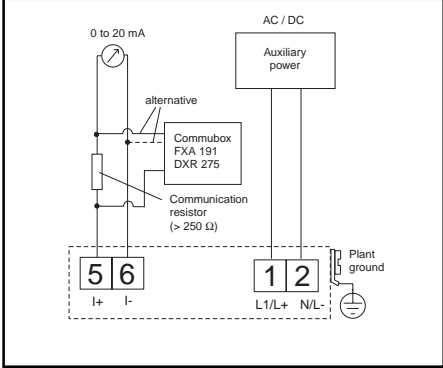 0 to 20 mA
AC / DC
Auxiliary
power
alternative
Commubox
FXA 191
DXR 275
Communication
resistor
(> 250 Ω)
Plant
ground
5 6
I+ I-
1 2
L1/L+ N/L-